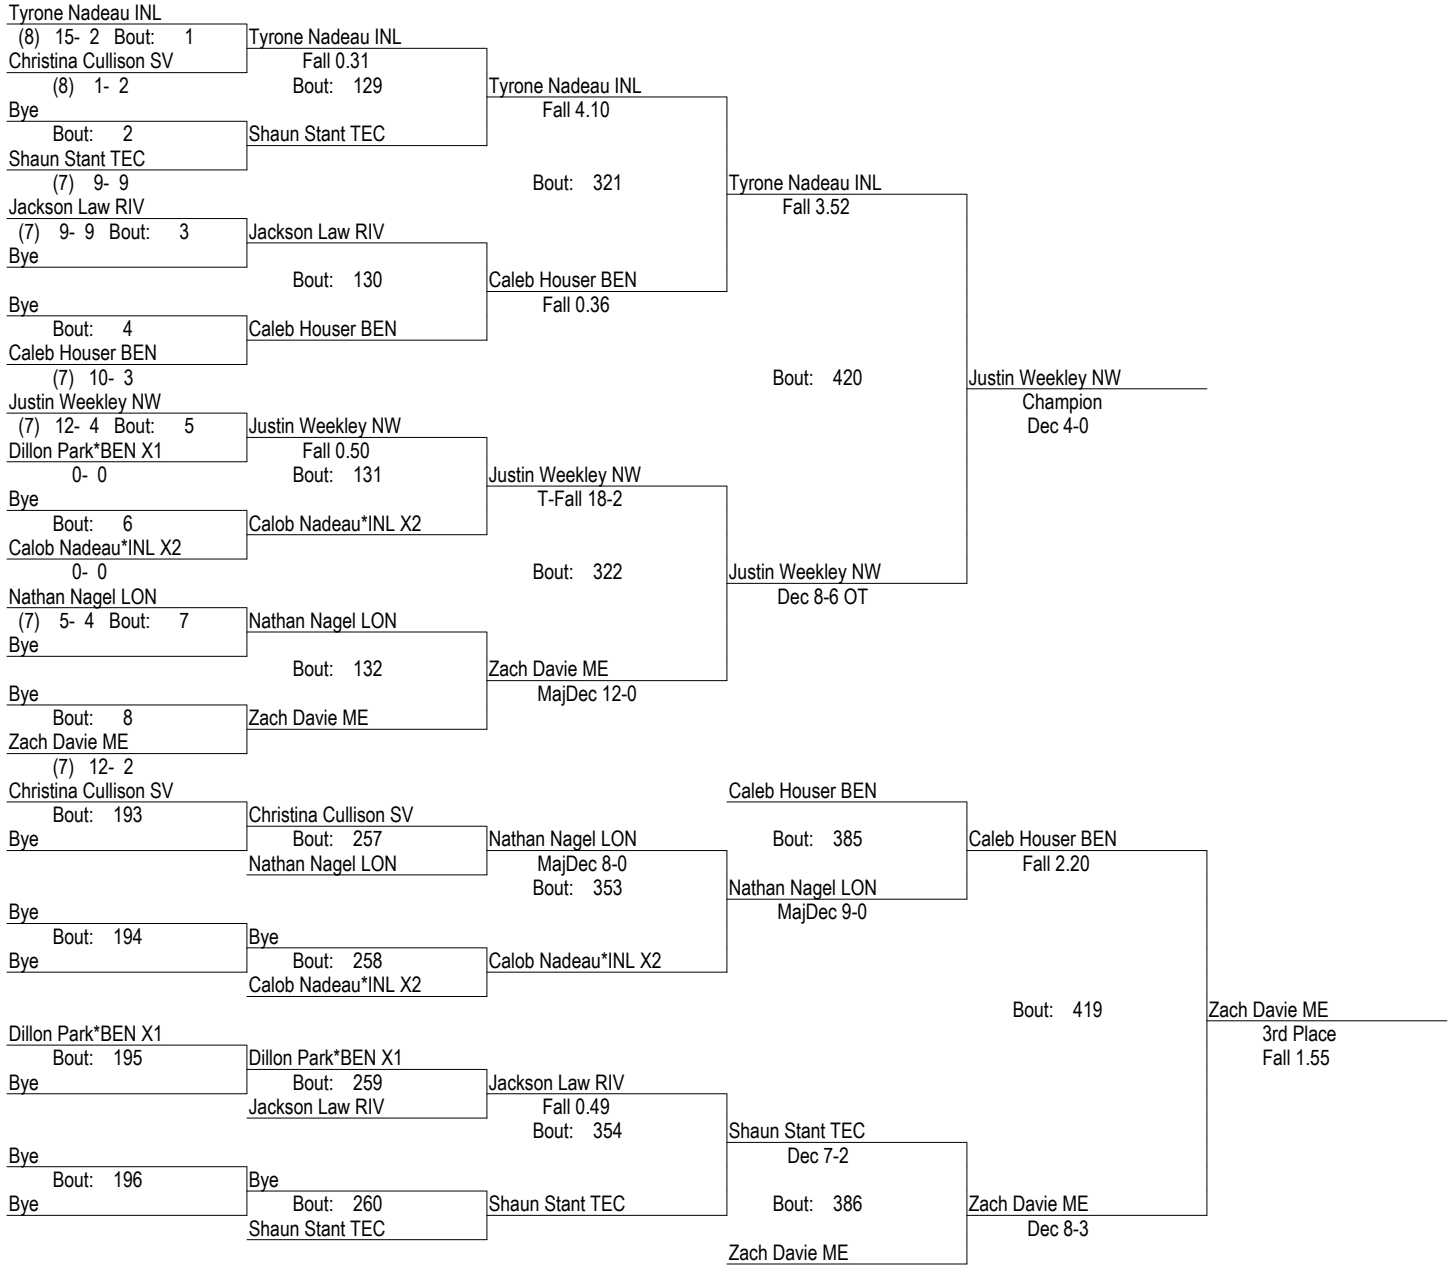 Tyrone Nadeau INL
(8) 15- 2 Bout: 1 Tyrone Nadeau INL
Christina Cullison SV Fall 0.31
(8) 1- 2 Bout: 129 Tyrone Nadeau INL
Bye Fall 4.10
Bout: 2 Shaun Stant TEC
Shaun Stant TEC
(7) 9- 9 Bout: 321 Tyrone Nadeau INL
Jackson Law RIV Fall 3.52
(7) 9- 9 Bout: 3 Jackson Law RIV
Bye
Bout: 130 Caleb Houser BEN
Bye Fall 0.36
Bout: 4 Caleb Houser BEN
Caleb Houser BEN
(7) 10- 3 Bout: 420 Justin Weekley NW
Justin Weekley NW Champion
(7) 12- 4 Bout: 5 Justin Weekley NW Dec 4-0
Dillon Park*BEN X1 Fall 0.50
0- 0 Bout: 131 Justin Weekley NW
Bye T-Fall 18-2
Bout: 6 Calob Nadeau*INL X2
Calob Nadeau*INL X2
0- 0 Bout: 322 Justin Weekley NW
Nathan Nagel LON Dec 8-6 OT
(7) 5- 4 Bout: 7 Nathan Nagel LON
Bye
Bout: 132 Zach Davie ME
Bye MajDec 12-0
Bout: 8 Zach Davie ME
Zach Davie ME
(7) 12- 2
Christina Cullison SV Caleb Houser BEN
Bout: 193 Christina Cullison SV
Bye Bout: 257 Nathan Nagel LON Bout: 385 Caleb Houser BEN
Nathan Nagel LON MajDec 8-0 Fall 2.20
Bout: 353 Nathan Nagel LON
Bye MajDec 9-0
Bout: 194 Bye
Bye Bout: 258 Calob Nadeau*INL X2
Calob Nadeau*INL X2
Bout: 419 Zach Davie ME
Dillon Park*BEN X1 3rd Place
Bout: 195 Dillon Park*BEN X1 Fall 1.55
Bye Bout: 259 Jackson Law RIV
Jackson Law RIV Fall 0.49
Bout: 354 Shaun Stant TEC
Bye Dec 7-2
Bout: 196 Bye
Bye Bout: 260 Shaun Stant TEC Bout: 386 Zach Davie ME
Shaun Stant TEC Dec 8-3
Zach Davie ME